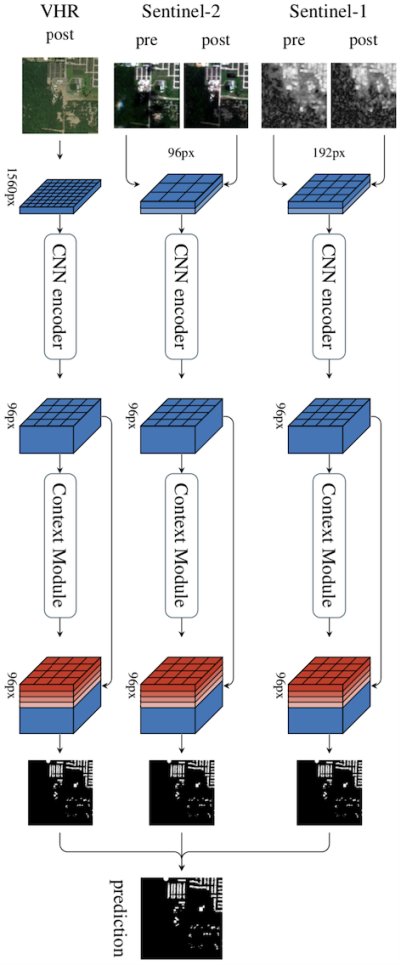 VHR
Sentinel-2
Sentinel-1
post
pre
post
pre
post
1560px
96px
192px
CNN encoder
CNN encoder
CNN encoder
96px
96px
96px
Context Module
Context Module
Context Module
96px
96px
96px
prediction